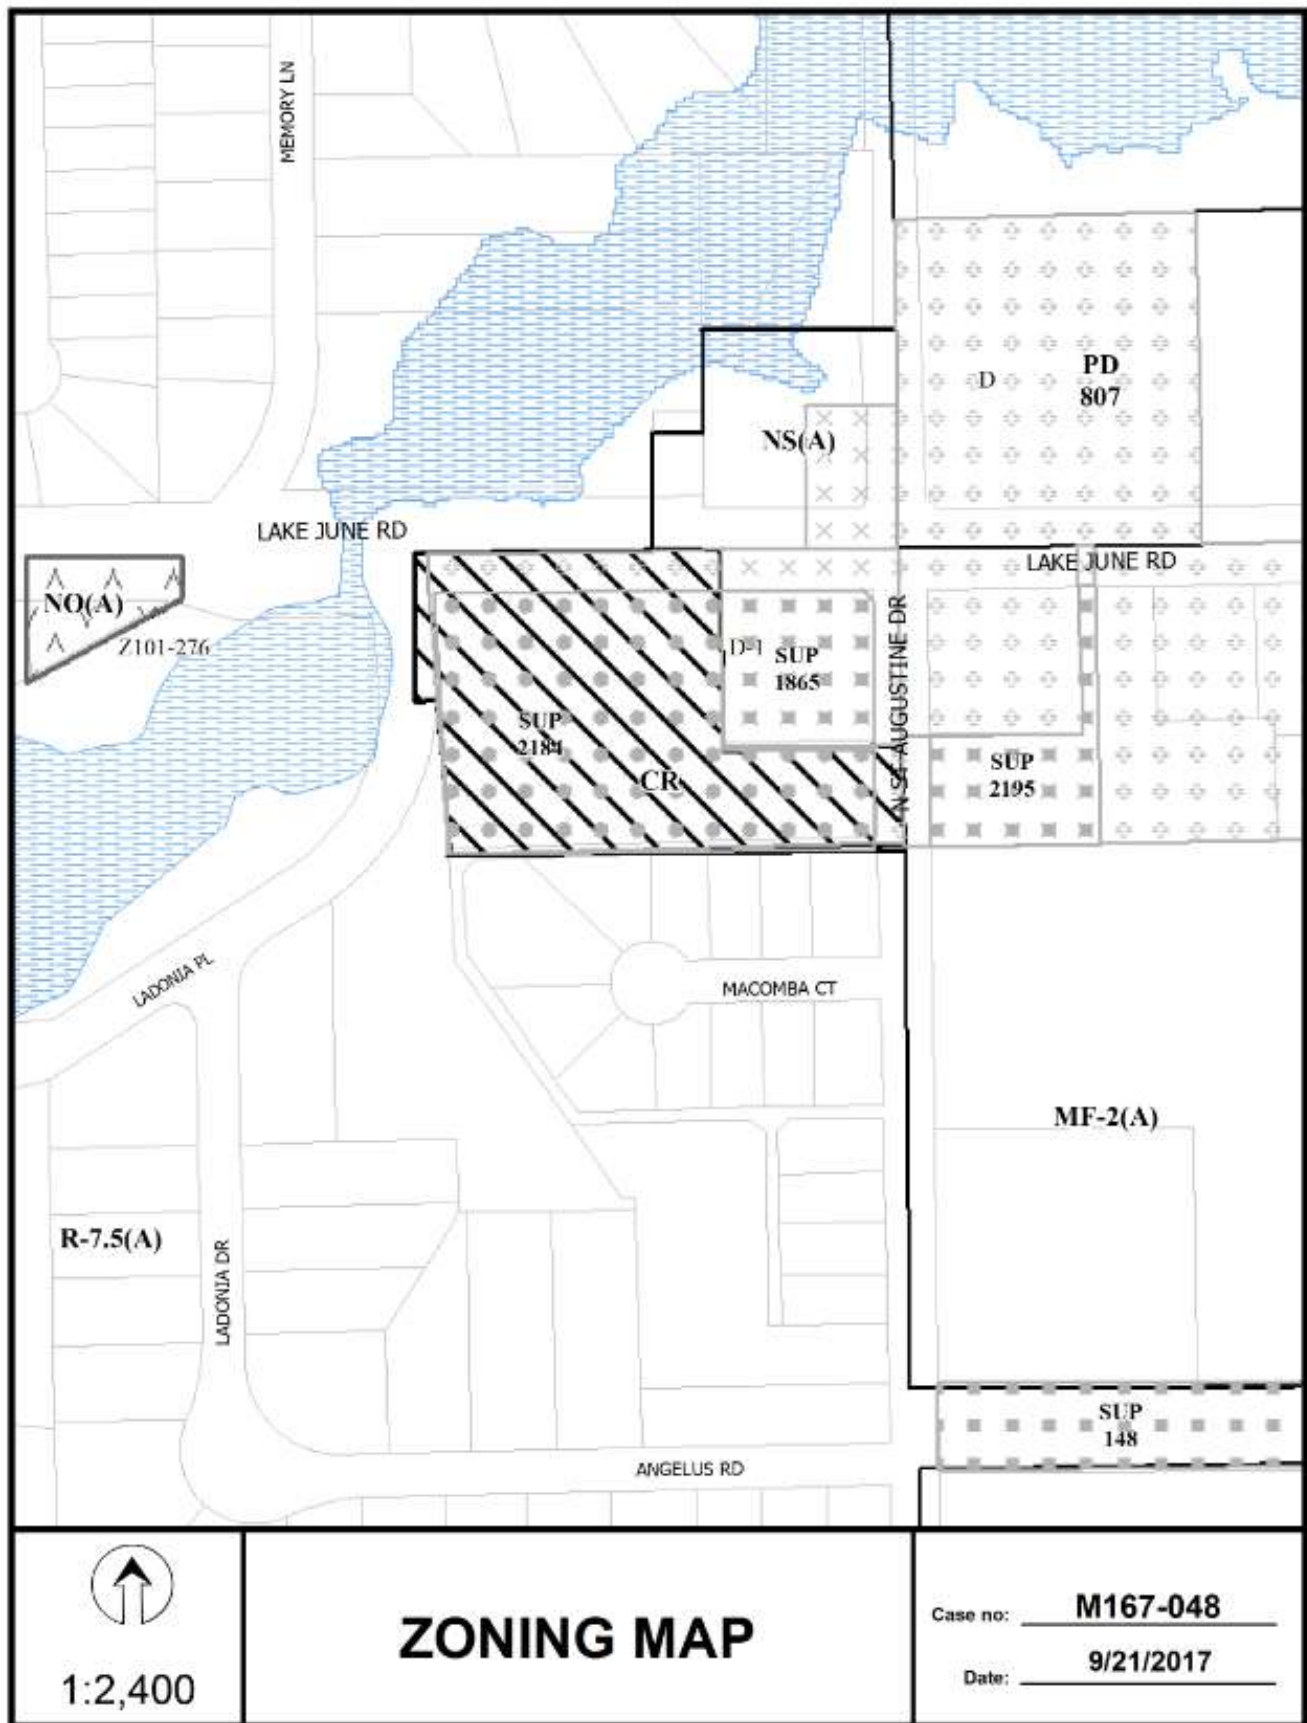 MEMORY LN
PD
807
D
NS(A)
LAKE JUNE RD
LAKE JUNE RD
NO(A)
Z101-276
D-1
SUP
1865
N ST AUGUSTINE DR
SUP
2184
CR
SUP
2195
LADONIA PL
MACOMBA CT
MF-2(A)
R-7.5(A)
LADONIA DR
SUP
148
ANGELUS RD
1:2,400
ZONING MAP
Case no: M167-048
Date: 9/21/2017